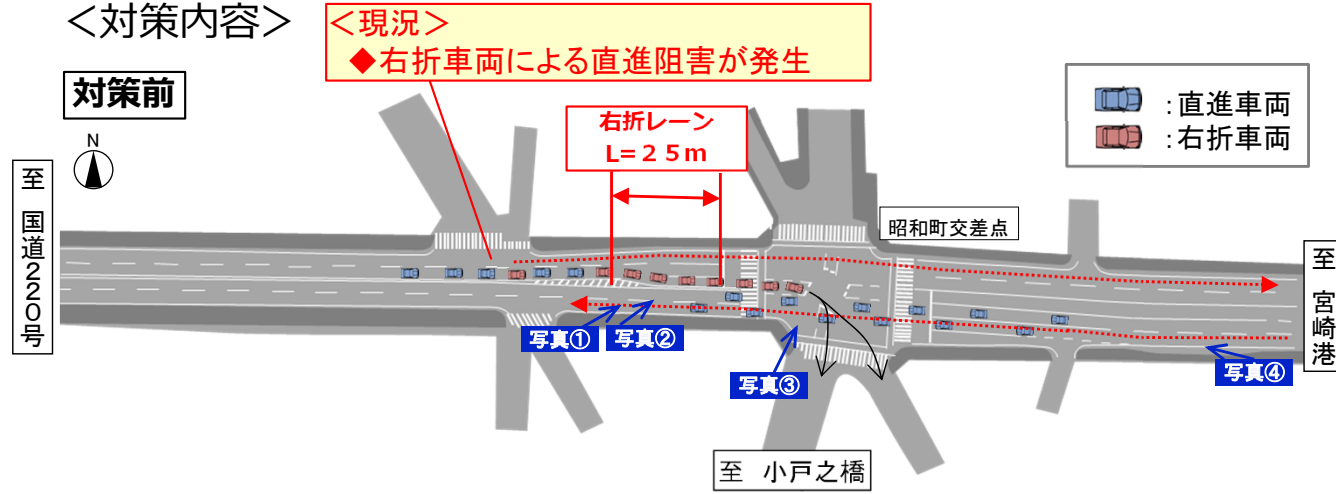 ＜対策内容＞
＜現況＞
◆右折車両による直進阻害が発生
対策前
N
右折レーン
L=２５m
：直進車両
：右折車両
至 国道２２０号
昭和町交差点
至 宮崎港
写真①
写真②
写真③
写真④
至 小戸之橋